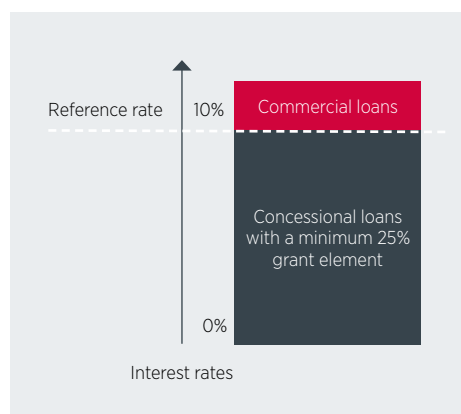 Reference rate
10%
Commercial loans
Concessional loans
with a minimum 25%
grant element
0%
Interest rates